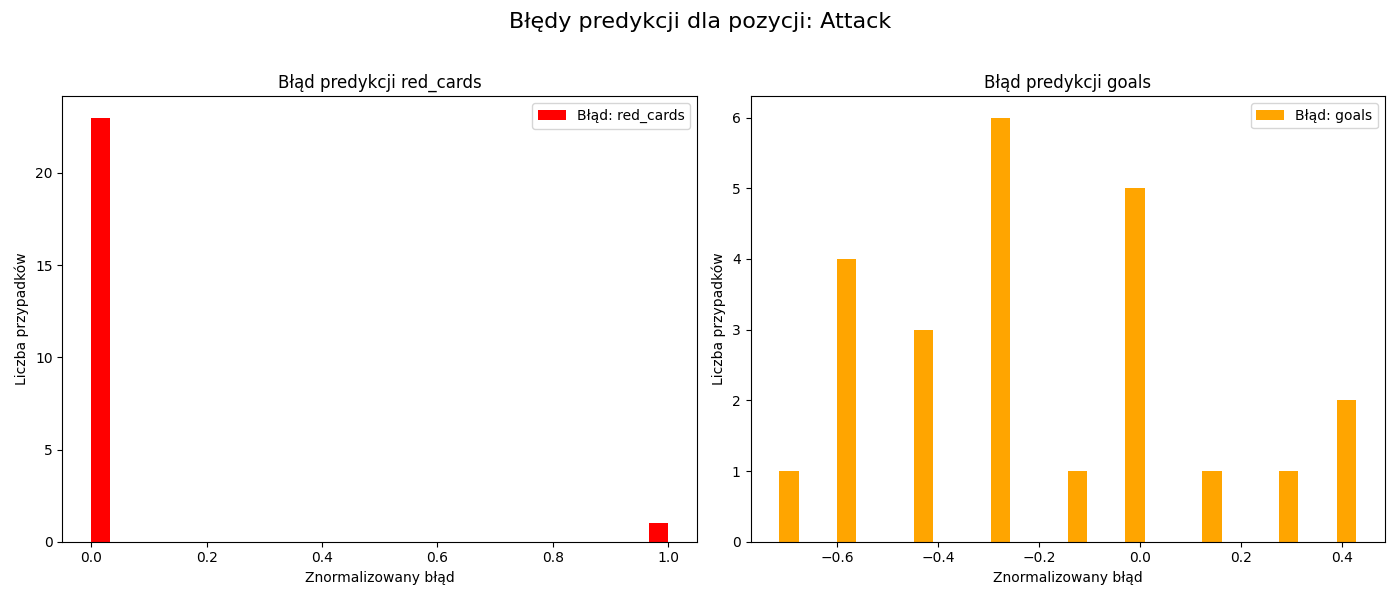 Błędy predykcji dla pozycji: Attack
Błąd predykcji red_cards
Błąd: red_cards
Liczba przypadków
20
15
10
5
0
0.0 0.2 0.4 0.6 0.8 1.0
Znormalizowany błąd
Błąd predykcji goals
Błąd: goals
Liczba przypadków
6
5
4
3
2
1
0
−0.6 −0.4 −0.2 0.0 0.2 0.4
Znormalizowany błąd